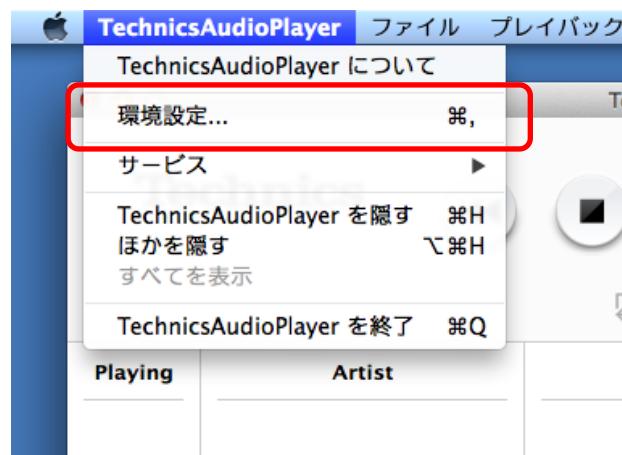 TechnicsAudioPlayer ファイル プレイバック
TechnicsAudioPlayer について
環境設定... ⌘,
サービス ▶
Technics
TechnicsAudioPlayer を隠す ⌘H
ほかを隠す ⌥⌘H
すべてを表示
TechnicsAudioPlayer を終了 ⌘Q
Playing Artist